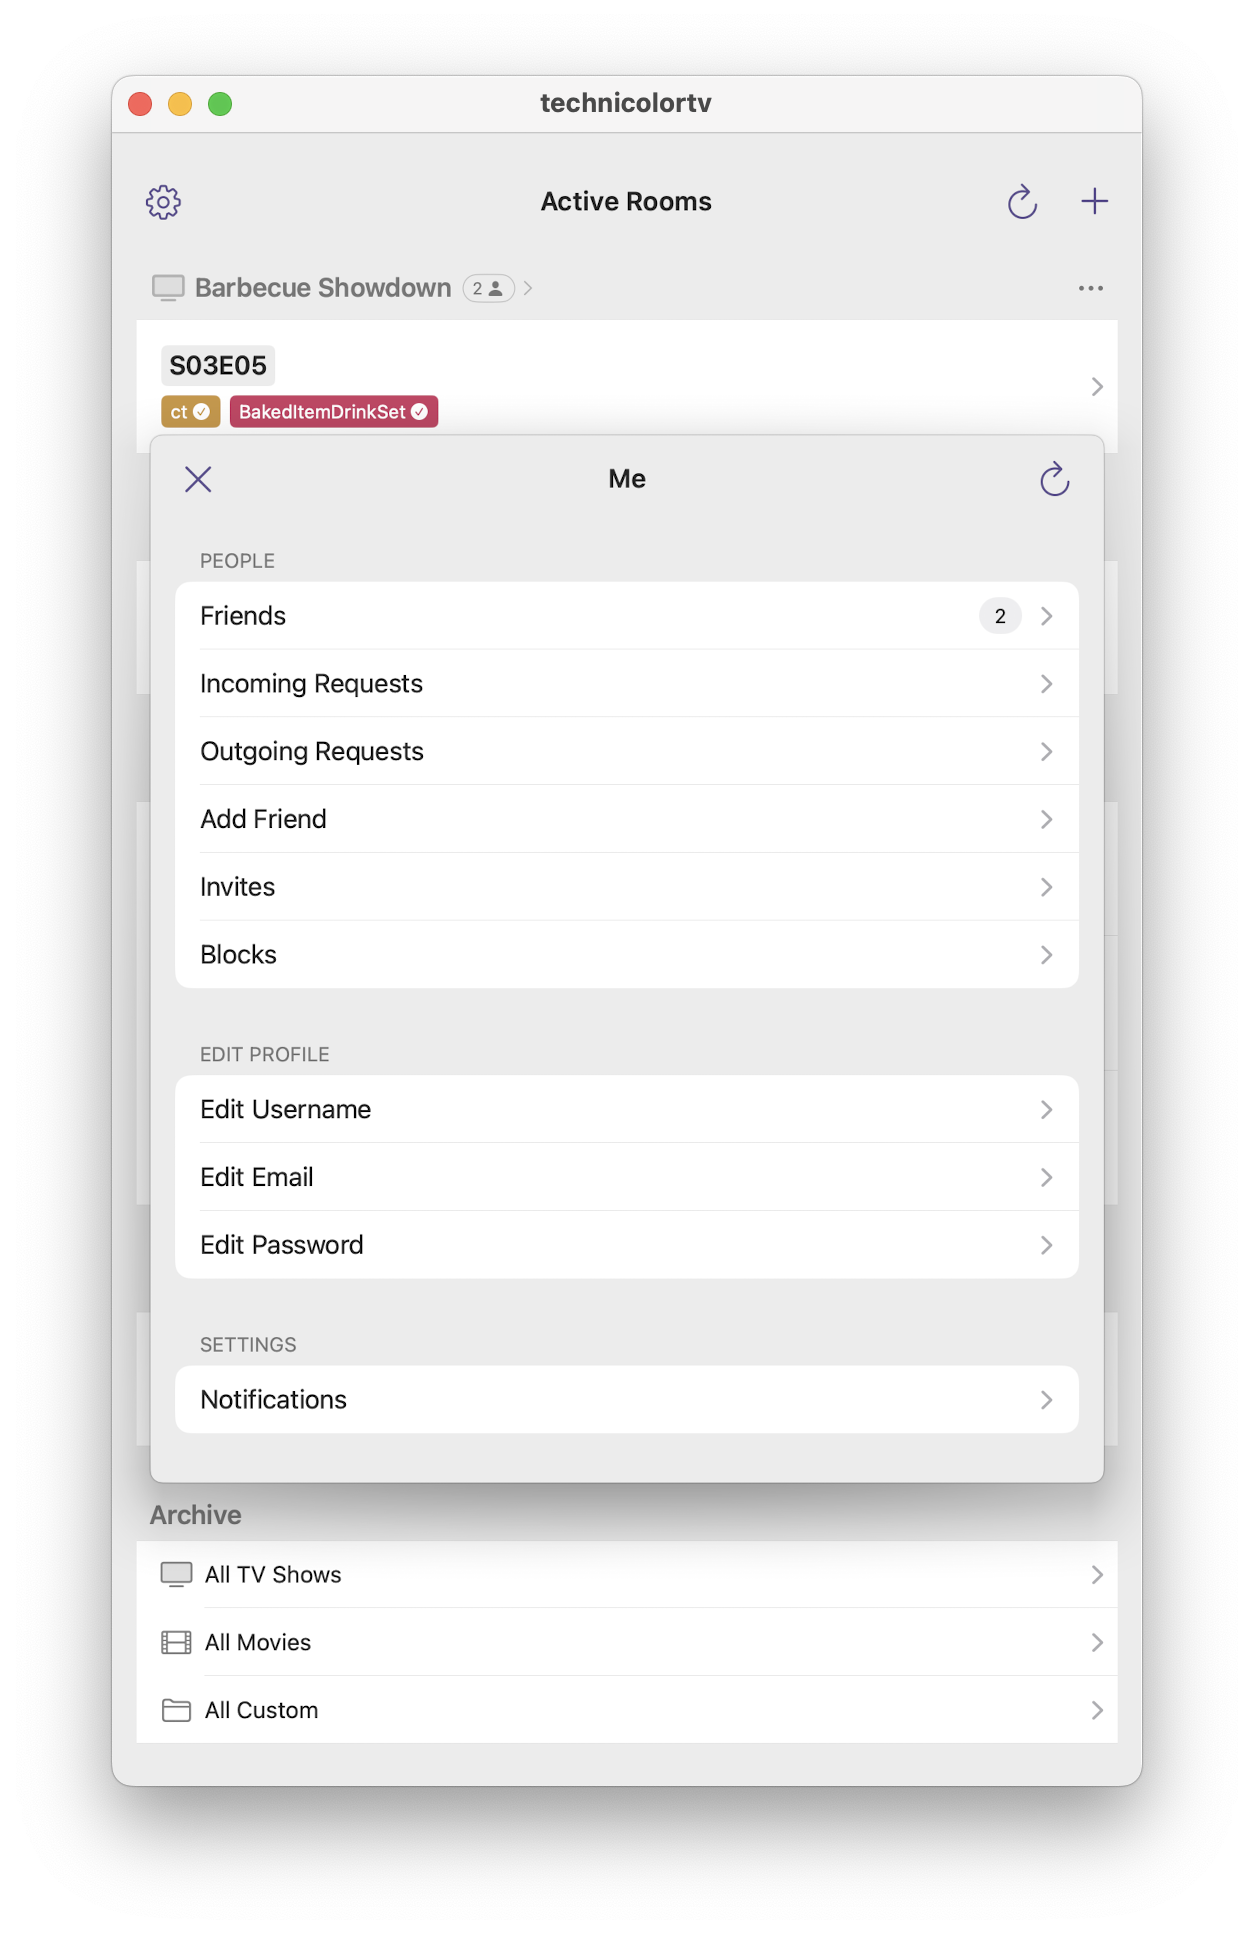 technicolortv
Active Rooms
Barbecue Showdown 2
S03E05
ct BakedItemDrinkSet
Me
PEOPLE
Friends 2
Incoming Requests
Outgoing Requests
Add Friend
Invites
Blocks
EDIT PROFILE
Edit Username
Edit Email
Edit Password
SETTINGS
Notifications
Archive
All TV Shows
All Movies
All Custom